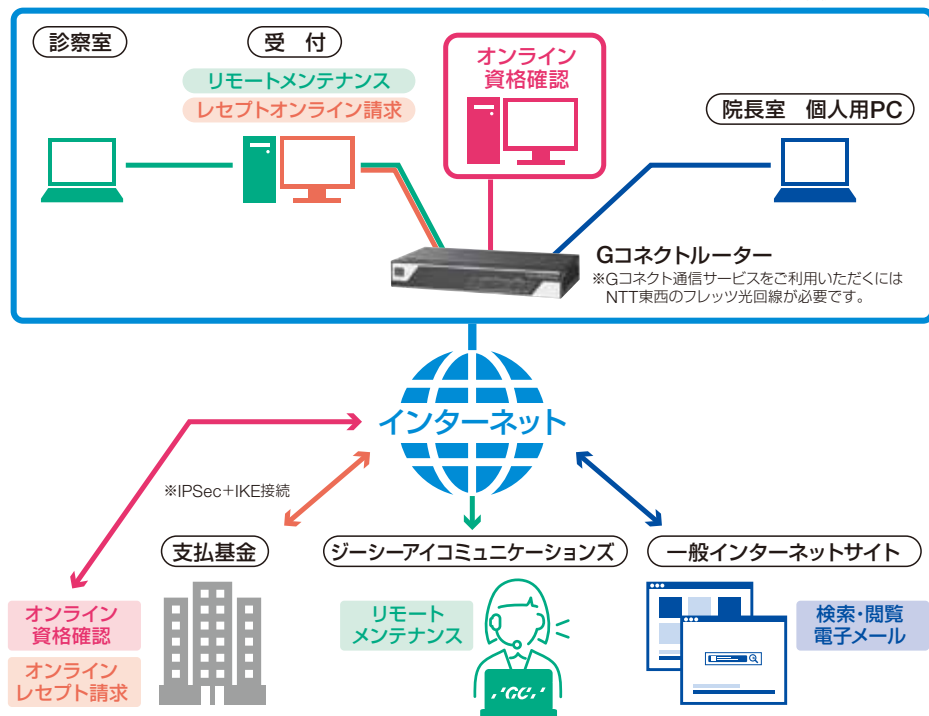 診察室
受　付
リモートメンテナンス
レセプトオンライン請求
オンライン
資格確認
院長室　個人用PC
Gコネクトルーター
※Gコネクト通信サービスをご利用いただくには
NTT東西のフレッツ光回線が必要です。
インターネット
※IPSec+IKE接続
支払基金
ジーシーアイコミュニケーションズ
一般インターネットサイト
オンライン
資格確認
オンライン
レセプト請求
リモート
メンテナンス
検索・閲覧
電子メール
,'GC,'